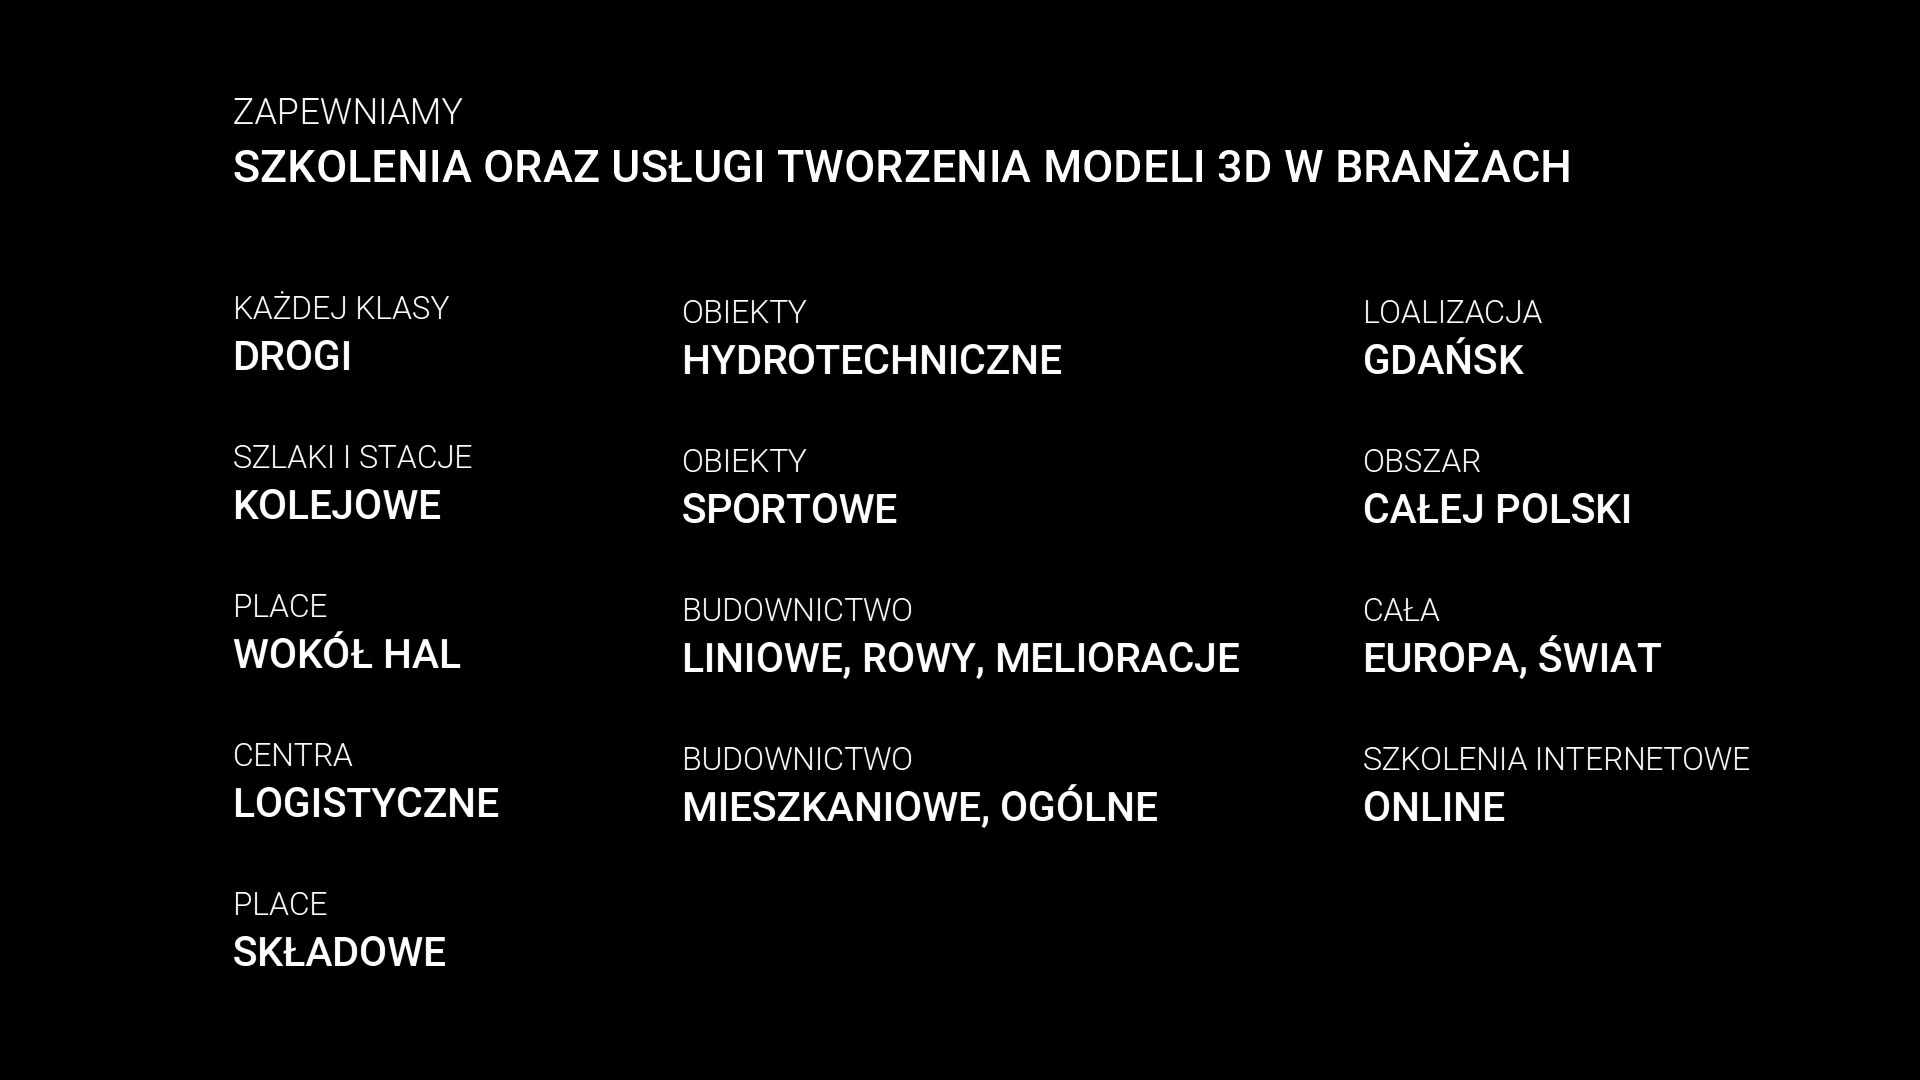 ZAPEWNIAMY
SZKOLENIA ORAZ USŁUGI TWORZENIA MODELI 3D W BRANŻACH
KAŻDEJ KLASY
DROGI
SZLAKI I STACJE
KOLEJOWE
PLACE
WOKÓŁ HAL
CENTRA
LOGISTYCZNE
PLACE
SKŁADOWE
OBIEKTY
HYDROTECHNICZNE
OBIEKTY
SPORTOWE
BUDOWNICTWO
LINIOWE, ROWY, MELIORACJE
BUDOWNICTWO
MIESZKANIOWE, OGÓLNE
LOALIZACJA
GDAŃSK
OBSZAR
CAŁEJ POLSKI
CAŁA
EUROPA, ŚWIAT
SZKOLENIA INTERNETOWE
ONLINE